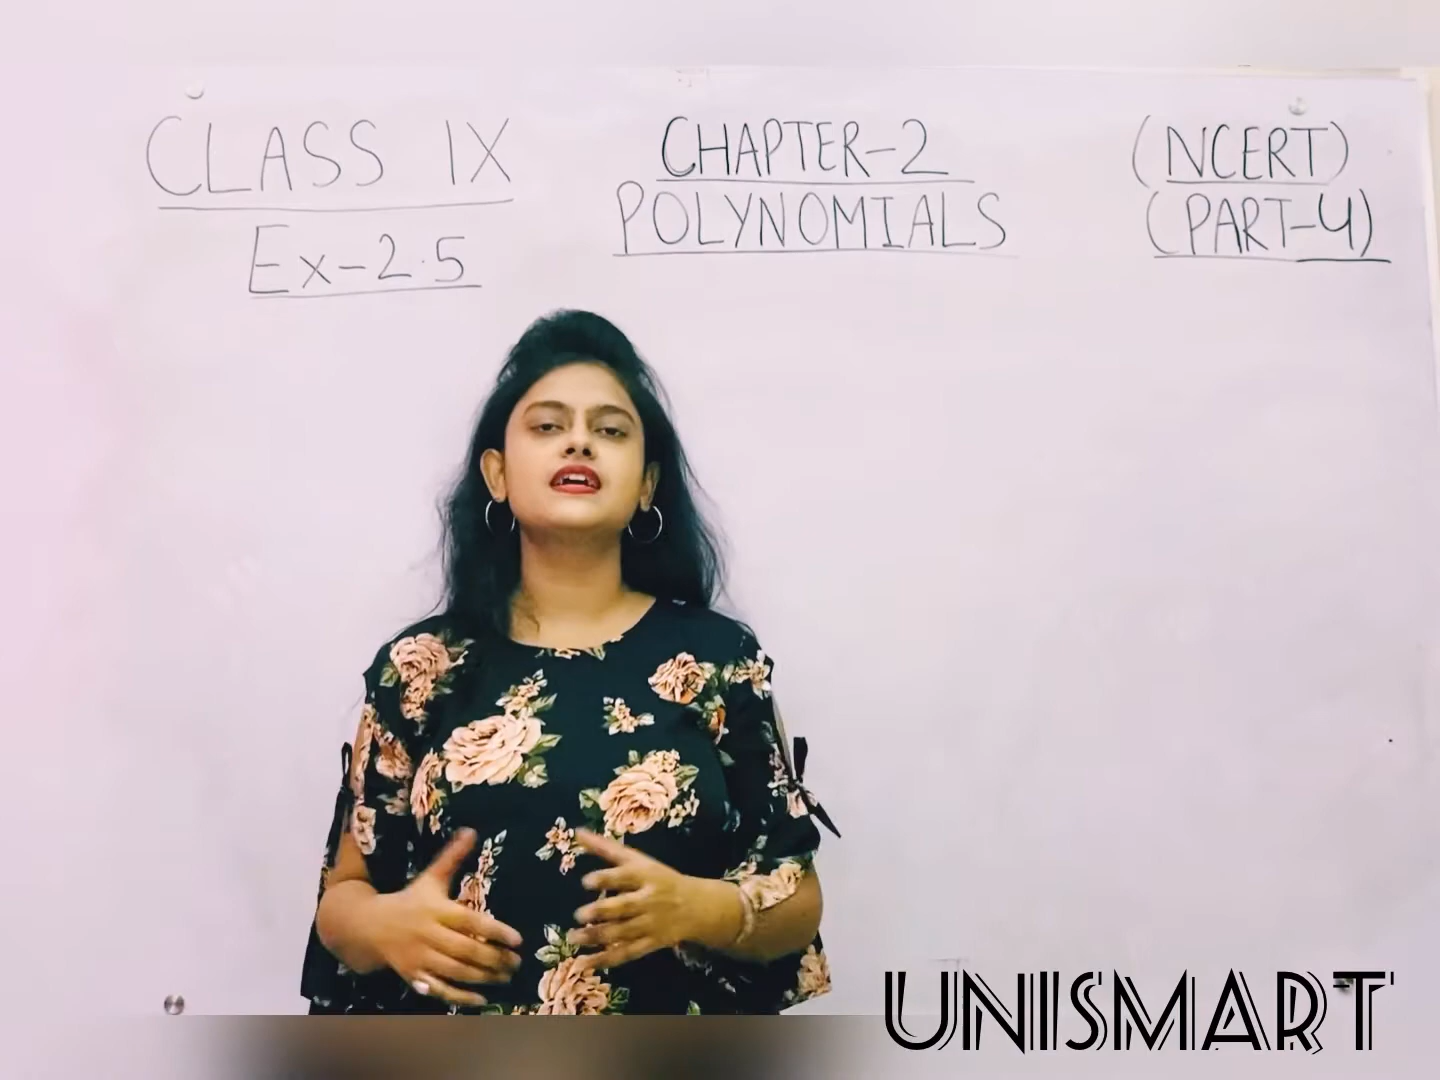 CLASS IX
Ex-2.5
CHAPTER-2
POLYNOMIALS
(NCERT)
(PART-4)
UNISMART